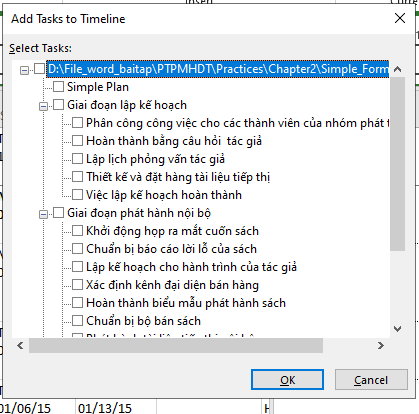 Insert
Add Tasks to Timeline
Select Tasks:
D:\File_word_baitap\PTPMHDT\Practices\Chapter2\Simple_Form
Simple Plan
Giai đoạn lập kế hoạch
Phân công công việc cho các thành viên của nhóm phát t
Hoàn thành bằng câu hỏi tác giả
Lập lịch phỏng vấn tác giả
Thiết kế và đặt hàng tài liệu tiếp thị
Việc lập kế hoạch hoàn thành
Giai đoạn phát hành nội bộ
Khởi động họp ra mắt cuốn sách
Chuẩn bị báo cáo lời lỗ của sách
Lập kế hoạch cho hành trình của tác giả
Xác định kênh đại diện bán hàng
Hoàn thành biểu mẫu phát hành sách
Chuẩn bị bộ bán sách
OK
Cancel
01/06/15 01/13/15